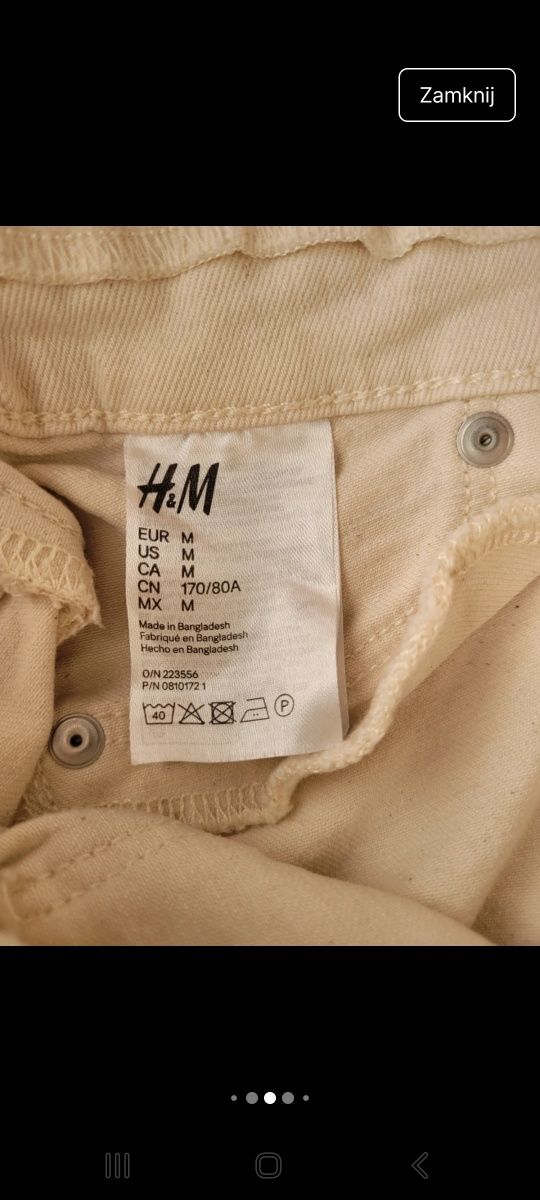 Zamknij
H&M
EUR M
US M
CA M
CN 170/80A
MX M
Made in Bangladesh
Fabriqué en Bangladesh
Hecho en Bangladesh
O/N 223556
P/N 0810172 1
40
P